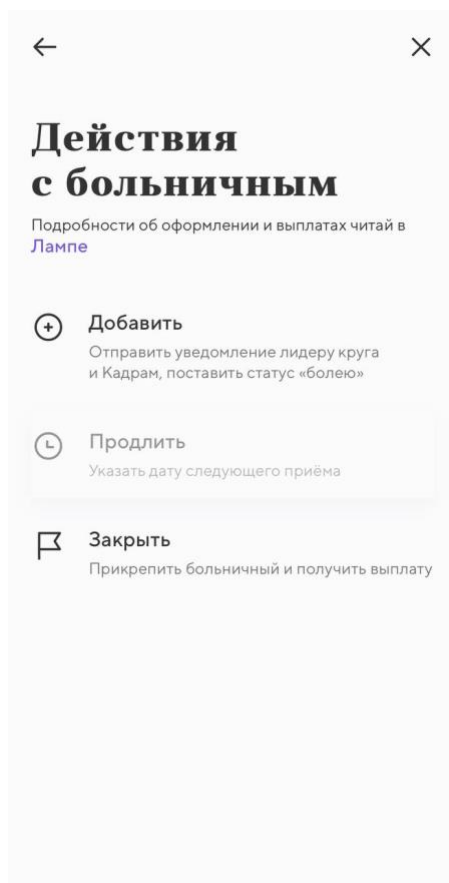 Действия
с больничным
Подробности об оформлении и выплатах читай в
Лампе
Добавить
Отправить уведомление лидеру круга
и Кадрам, поставить статус «болею»
Продлить
Указать дату следующего приёма
Закрыть
Прикрепить больничный и получить выплату